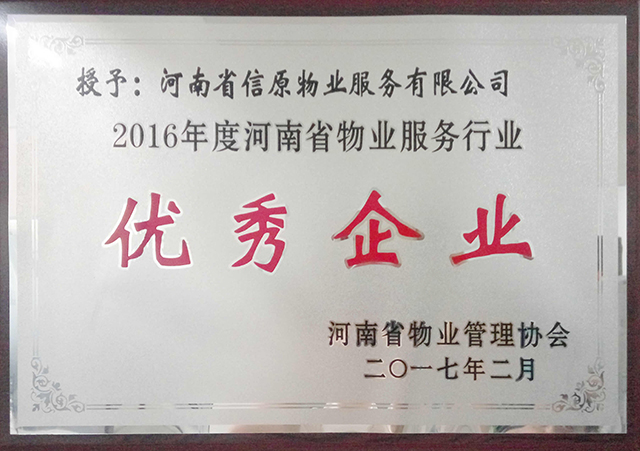 授予：河南省信原物业服务有限公司
2016年度河南省物业服务行业
优秀企业
河南省物业管理协会
二〇一七年二月